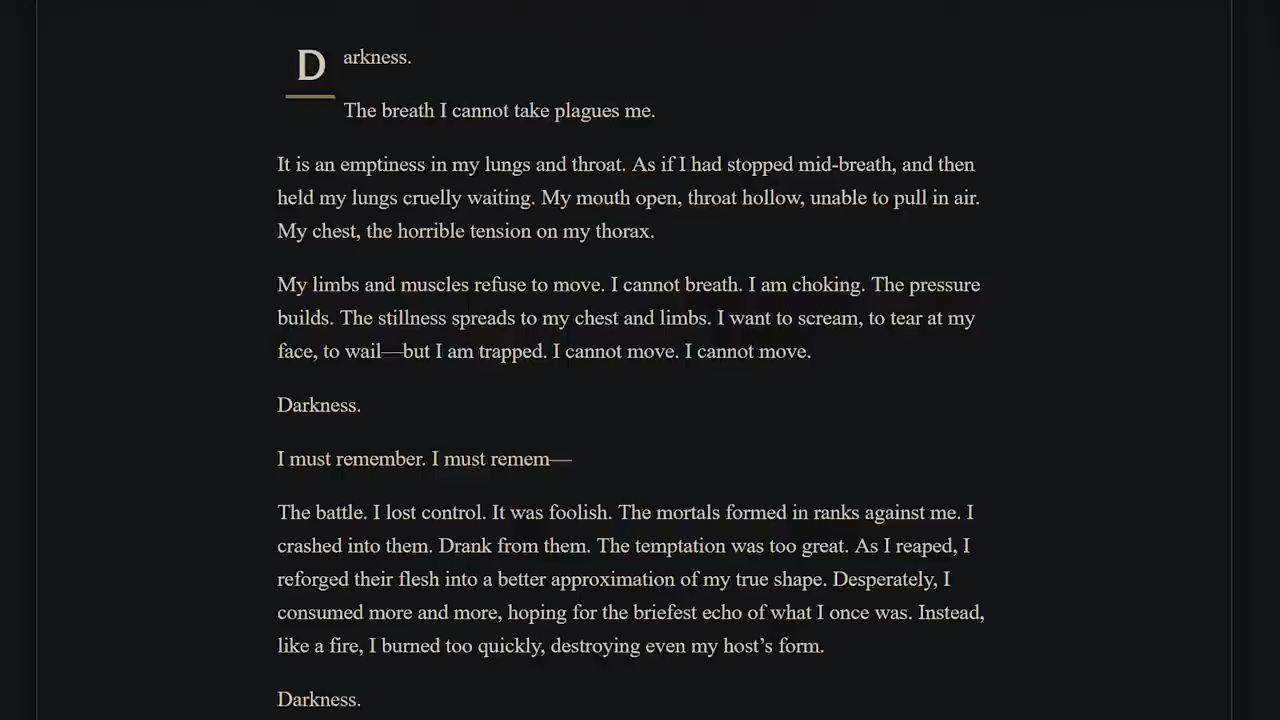 Darkness.
The breath I cannot take plagues me.
It is an emptiness in my lungs and throat. As if I had stopped mid-breath, and then
held my lungs cruelly waiting. My mouth open, throat hollow, unable to pull in air.
My chest, the horrible tension on my thorax.
My limbs and muscles refuse to move. I cannot breath. I am choking. The pressure
builds. The stillness spreads to my chest and limbs. I want to scream, to tear at my
face, to wail—but I am trapped. I cannot move. I cannot move.
Darkness.
I must remember. I must remem—
The battle. I lost control. It was foolish. The mortals formed in ranks against me. I
crashed into them. Drank from them. The temptation was too great. As I reaped, I
reforged their flesh into a better approximation of my true shape. Desperately, I
consumed more and more, hoping for the briefest echo of what I once was. Instead,
like a fire, I burned too quickly, destroying even my host’s form.
Darkness.